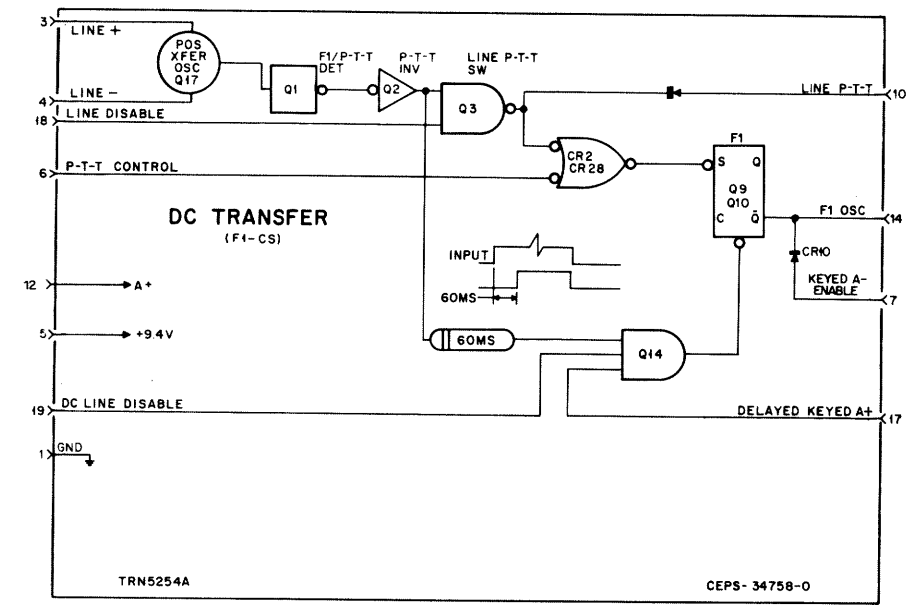 3
LINE +
POS
XFER
OSC
Q17
4
LINE -
18
LINE DISABLE
Q1
F1/P-T-T
DET
Q2
P-T-T
INV
LINE P-T-T
SW
Q3
LINE P-T-T
10
6
P-T-T CONTROL
CR2
CR28
F1
S Q
Q9
Q10
C Q̄
F1 OSC
14
CR10
KEYED A-
ENABLE
7
DC TRANSFER
(F1-CS)
INPUT
60MS
12
A+
5
+9.4V
60MS
Q14
19
DC LINE DISABLE
DELAYED KEYED A+
17
1
GND
TRN5254A
CEPS-34758-O